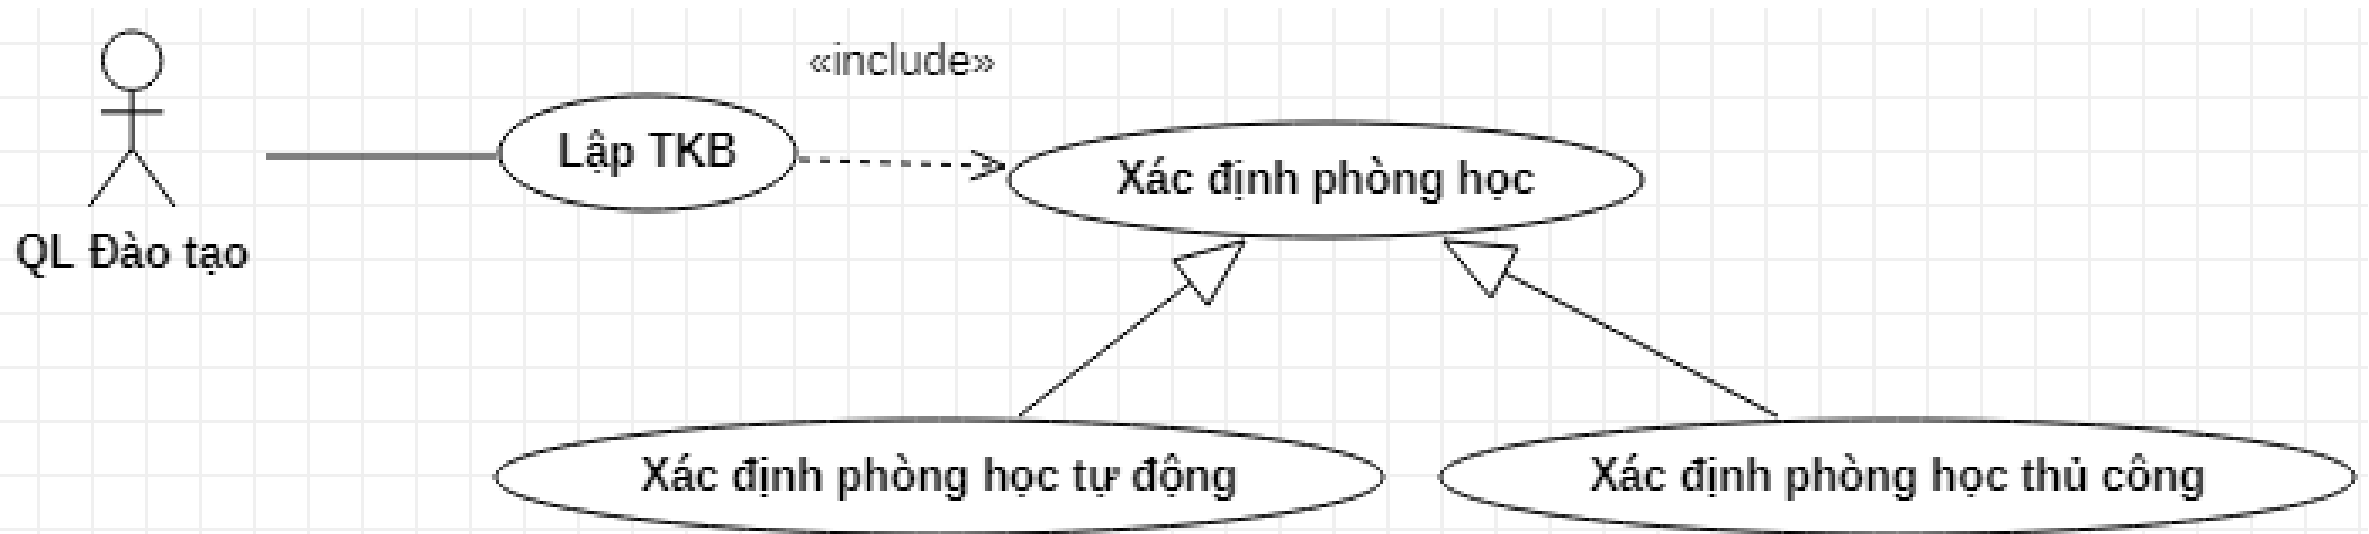 «include»
Lập TKB
Xác định phòng học
QL Đào tạo
Xác định phòng học tự động
Xác định phòng học thủ công